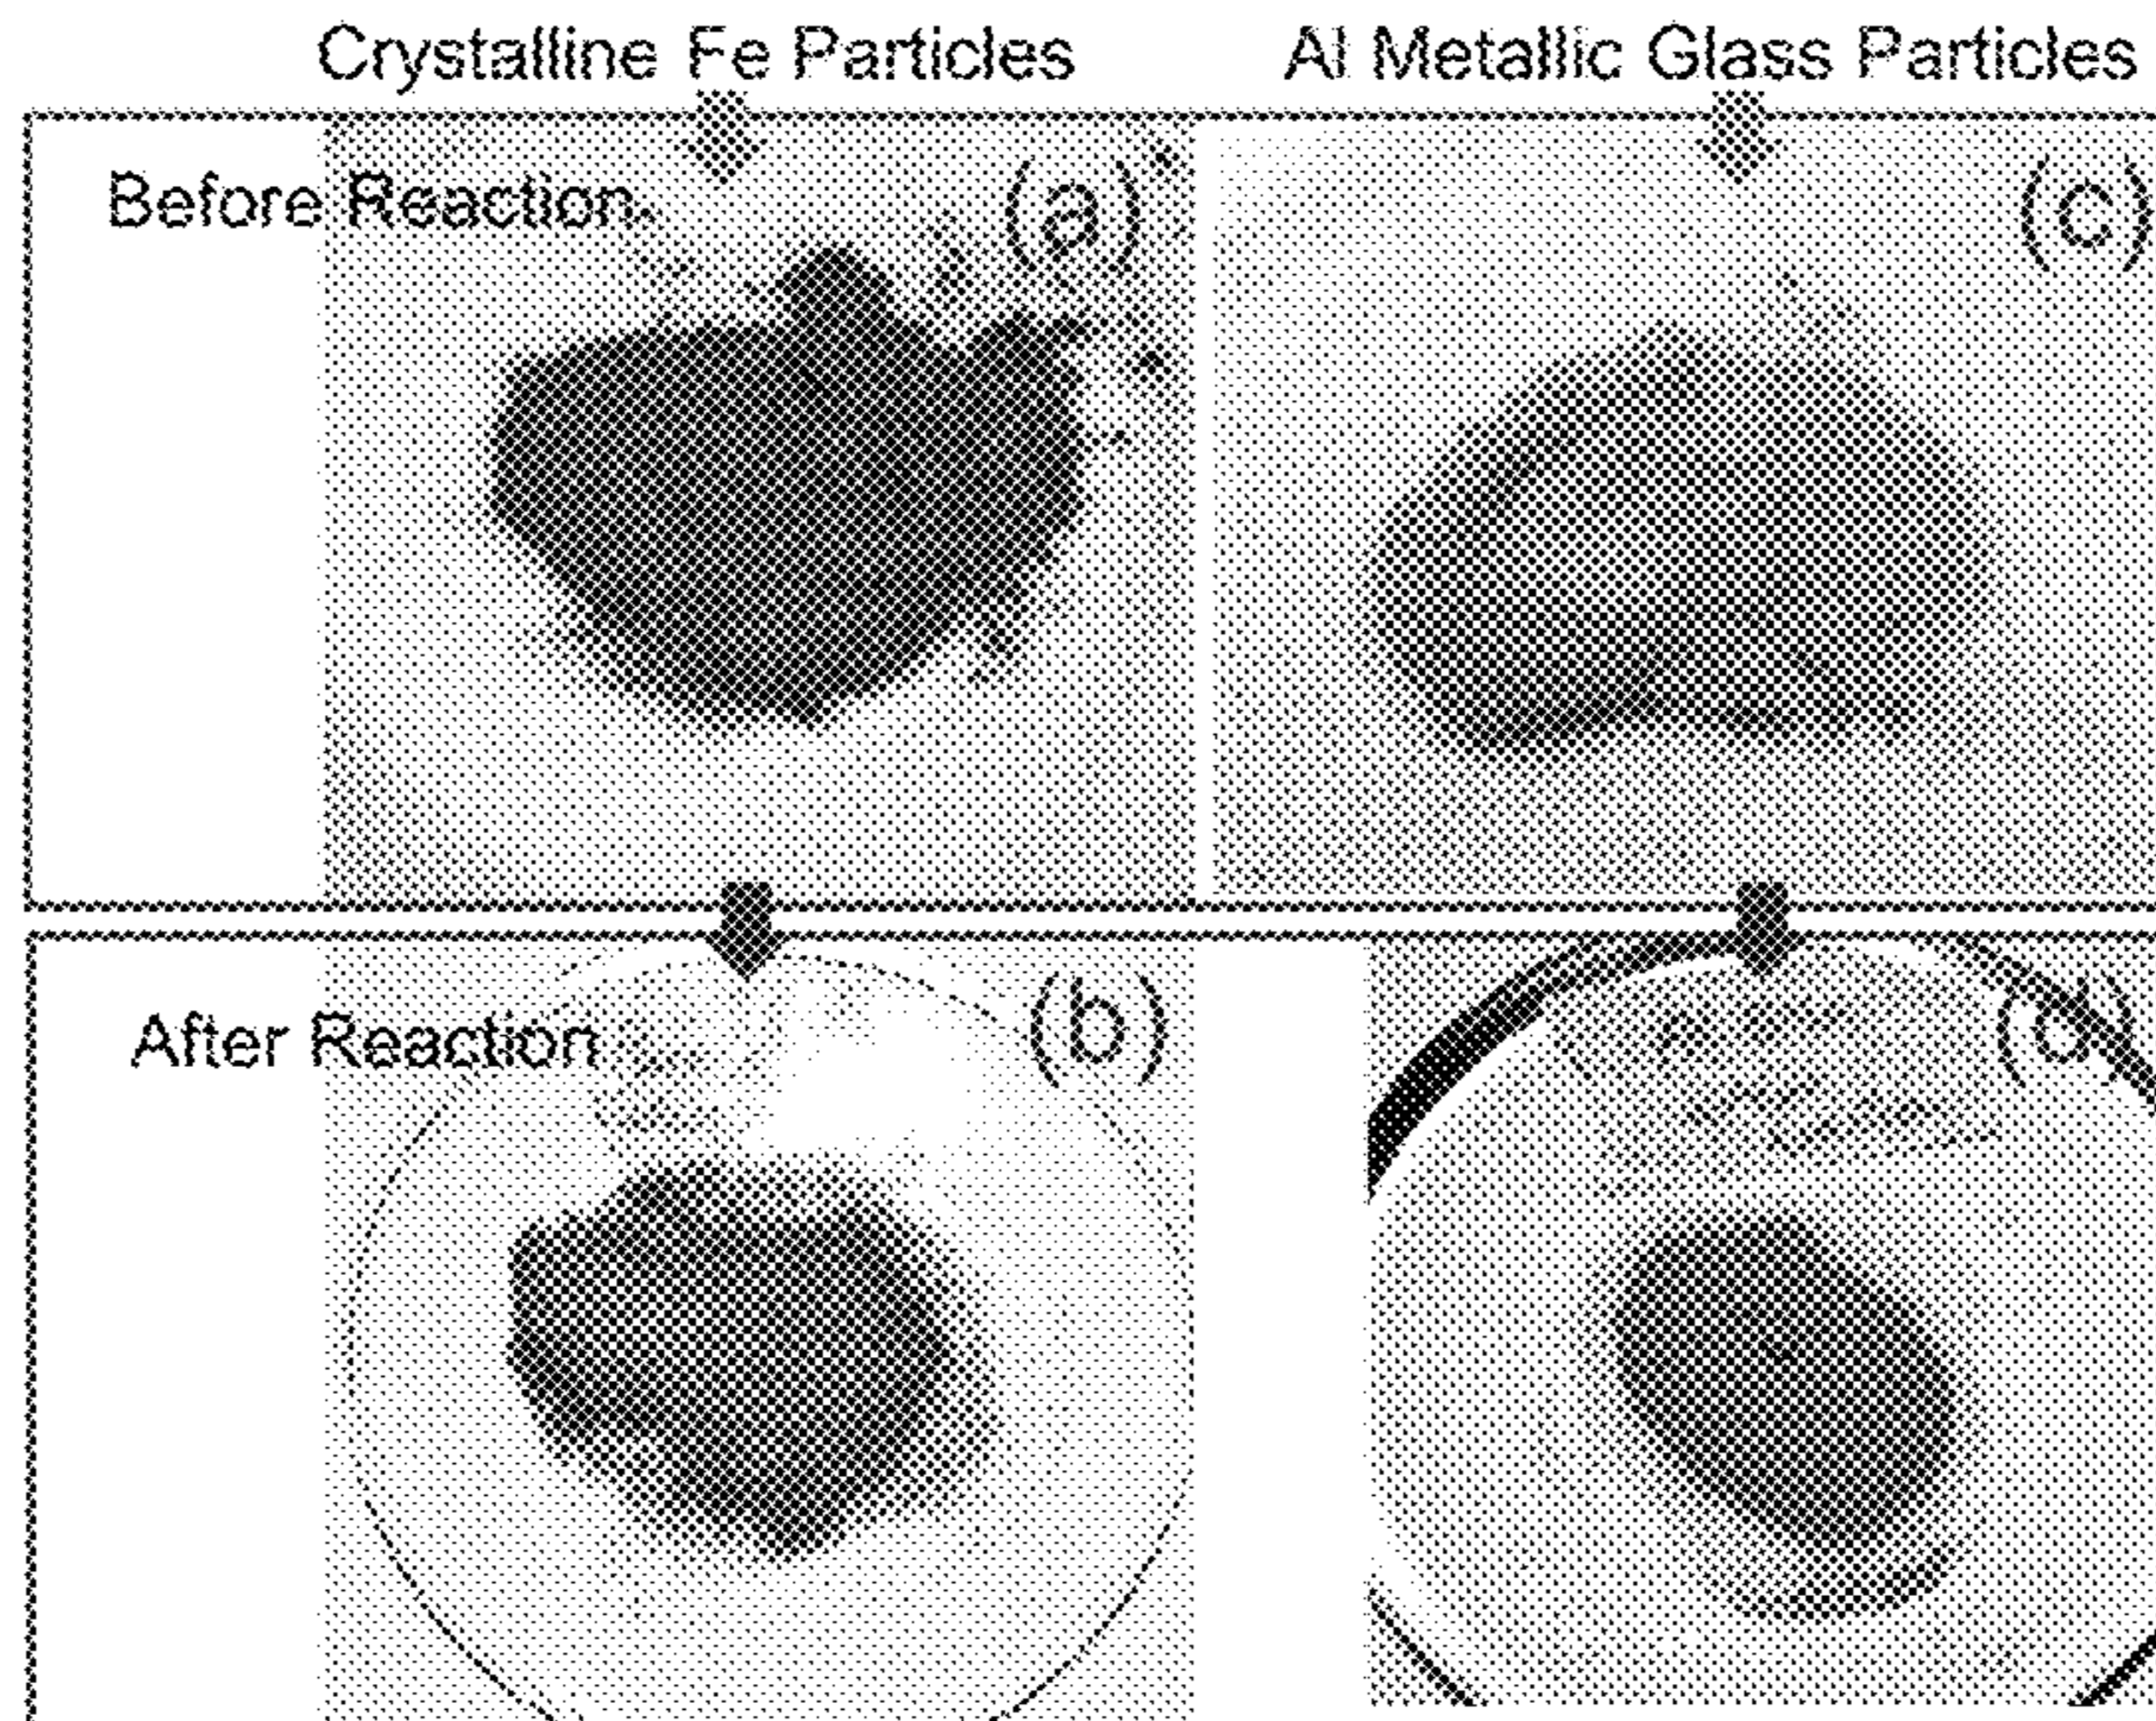 Crystalline Fe Particles
Al Metallic Glass Particles
Before Reaction
(a)
(c)
After Reaction
(b)
(d)